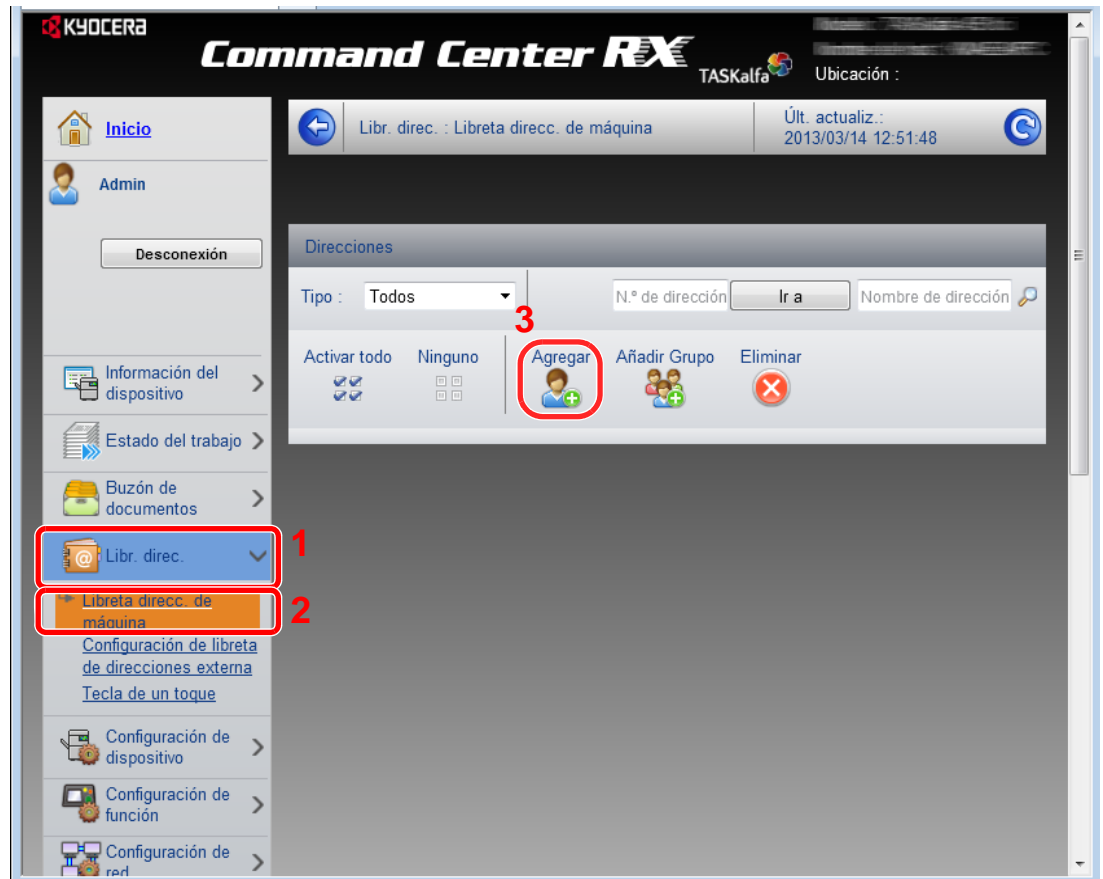 KYOCERA
Command Center RX
TASKalfa
Ubicación :
Inicio
Libr. direc. : Libreta direcc. de máquina
Últ. actualiz.:
2013/03/14 12:51:48
Admin
Desconexión
Direcciones
Tipo :
Todos
N.º de dirección
Ir a
Nombre de dirección
3
Activar todo
Ninguno
Agregar
Añadir Grupo
Eliminar
Información del
dispositivo
Estado del trabajo
Buzón de
documentos
Libr. direc.
1
Libreta direcc. de
máquina
2
Configuración de libreta
de direcciones externa
Tecla de un toque
Configuración de
dispositivo
Configuración de
función
Configuración de
red